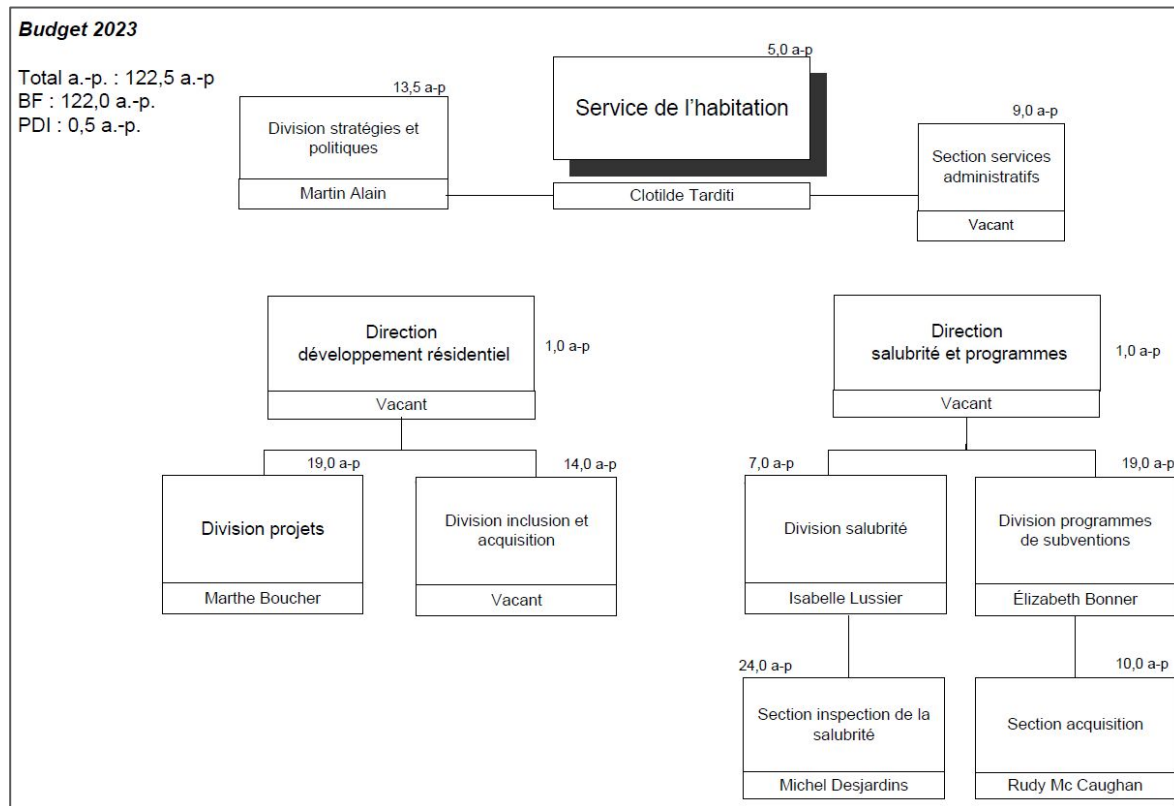 Budget 2023
Total a.-p. : 122,5 a.-p
BF : 122,0 a.-p.
PDI : 0,5 a.-p.
13,5 a-p
Division stratégies et
politiques
Martin Alain
5,0 a-p
Service de l’habitation
Clotilde Tarditi
9,0 a-p
Section services
administratifs
Vacant
Direction
développement résidentiel
1,0 a-p
Vacant
Direction
salubrité et programmes
1,0 a-p
Vacant
19,0 a-p
Division projets
Marthe Boucher
14,0 a-p
Division inclusion et
acquisition
Vacant
7,0 a-p
Division salubrité
Isabelle Lussier
19,0 a-p
Division programmes
de subventions
Élizabeth Bonner
24,0 a-p
Section inspection de la
salubrité
Michel Desjardins
10,0 a-p
Section acquisition
Rudy Mc Caughan